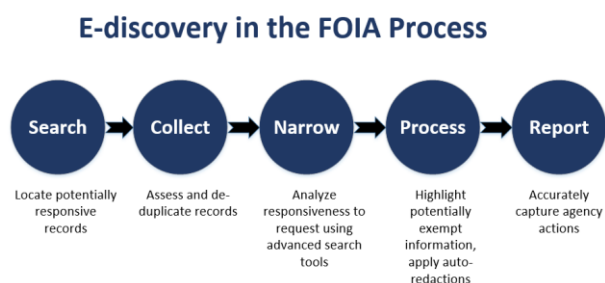 E-discovery in the FOIA Process
Search
Collect
Narrow
Process
Report
Locate potentially
responsive
records
Assess and de-
duplicate records
Analyze
responsiveness to
request using
advanced search
tools
Highlight
potentially
exempt
information,
apply auto-
redactions
Accurately
capture agency
actions